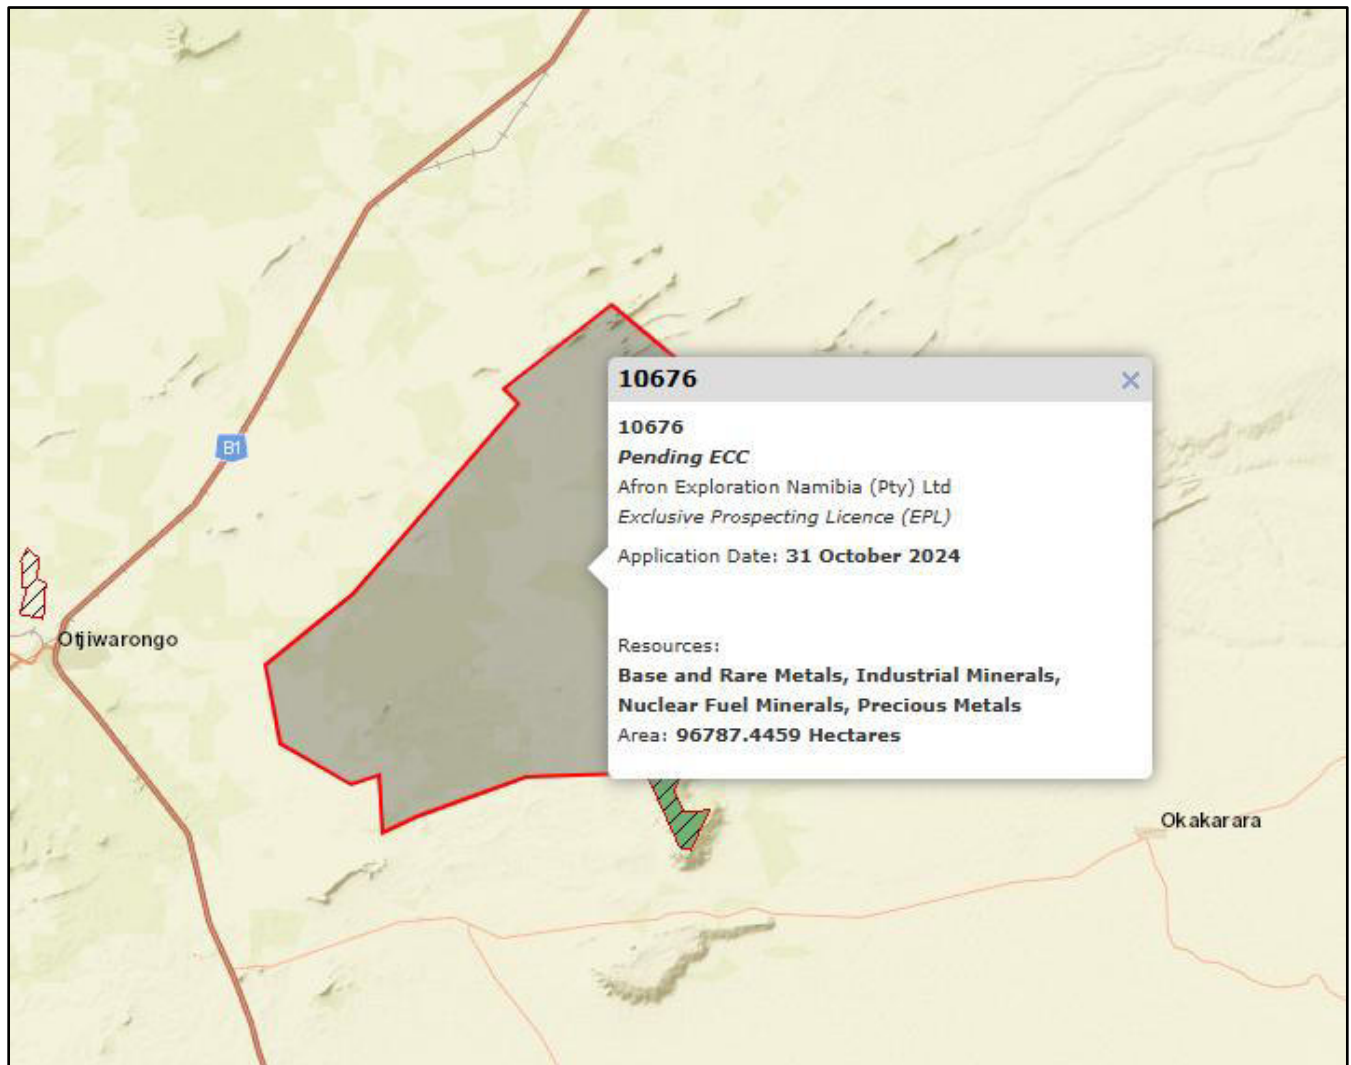 B1
Otjiwarongo
10676
10676
Pending ECC
Afron Exploration Namibia (Pty) Ltd
Exclusive Prospecting Licence (EPL)
Application Date: 31 October 2024
Resources:
Base and Rare Metals, Industrial Minerals,
Nuclear Fuel Minerals, Precious Metals
Area: 96787.4459 Hectares
Okakarara